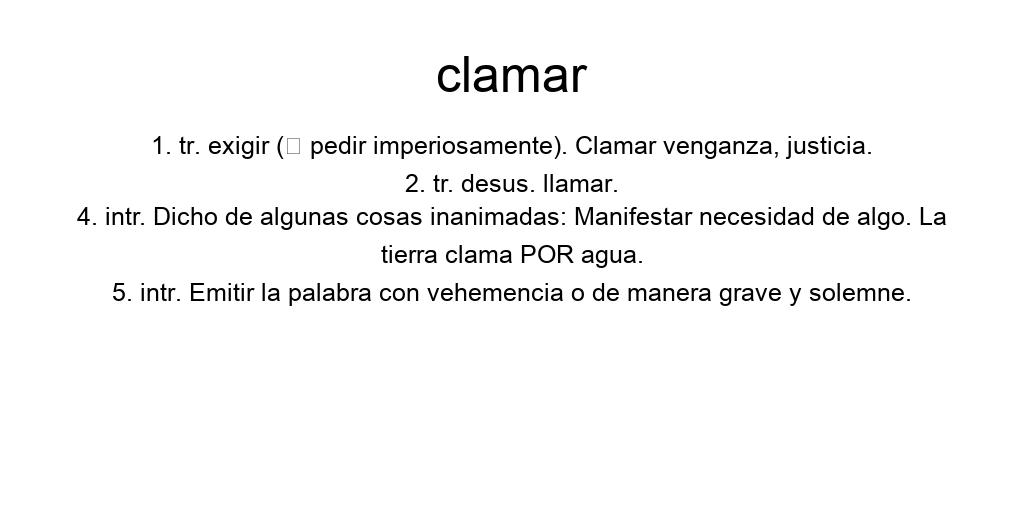 clamar
1. tr. exigir (□ pedir imperiosamente). Clamar venganza, justicia.
2. tr. desus. llamar.
4. intr. Dicho de algunas cosas inanimadas: Manifestar necesidad de algo. La
tierra clama POR agua.
5. intr. Emitir la palabra con vehemencia o de manera grave y solemne.